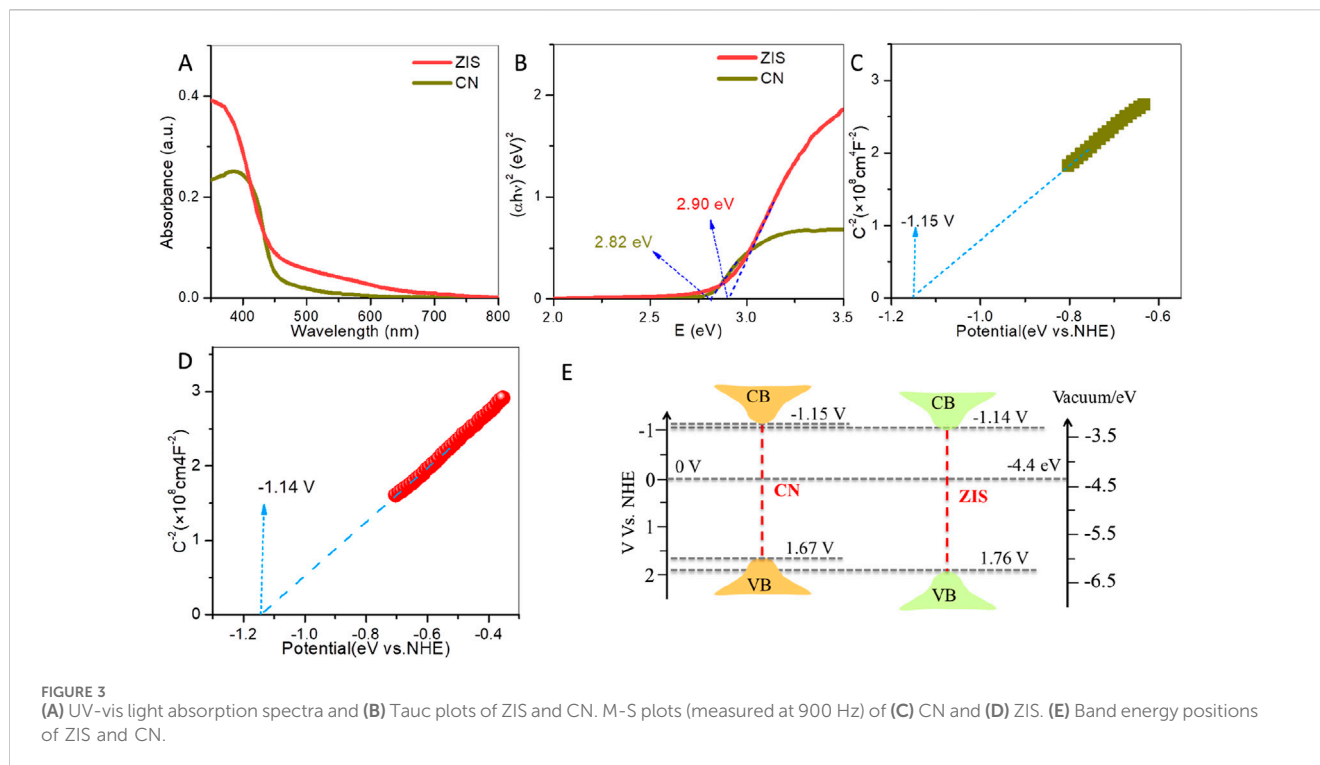 A
ZIS
CN
0.4
0.2
0.0
Absorbance (a.u.)
400
500
600
700
800
Wavelength (nm)
B
ZIS
CN
2
1
0
(αhν)² (eV)²
2.90 eV
2.82 eV
2.0
2.5
3.0
3.5
E (eV)
C
3
2
1
0
C⁻²(×10⁸cm⁴F⁻²)
-1.15 V
-1.0
-0.8
-0.6
Potential(eV vs.NHE)
D
3
2
1
0
C⁻²(×10⁸cm4F⁻²)
-1.14 V
-1.2
-1.0
-0.8
-0.6
-0.4
Potential(eV vs.NHE)
E
CB
CB
Vacuum/eV
-1.15 V
-1.14 V
-1
0
1
2
V Vs. NHE
0 V
-4.4 eV
CN
ZIS
1.67 V
1.76 V
VB
VB
-3.5
-4.5
-5.5
-6.5
FIGURE 3
(A) UV-vis light absorption spectra and (B) Tauc plots of ZIS and CN. M-S plots (measured at 900 Hz) of (C) CN and (D) ZIS. (E) Band energy positions
of ZIS and CN.